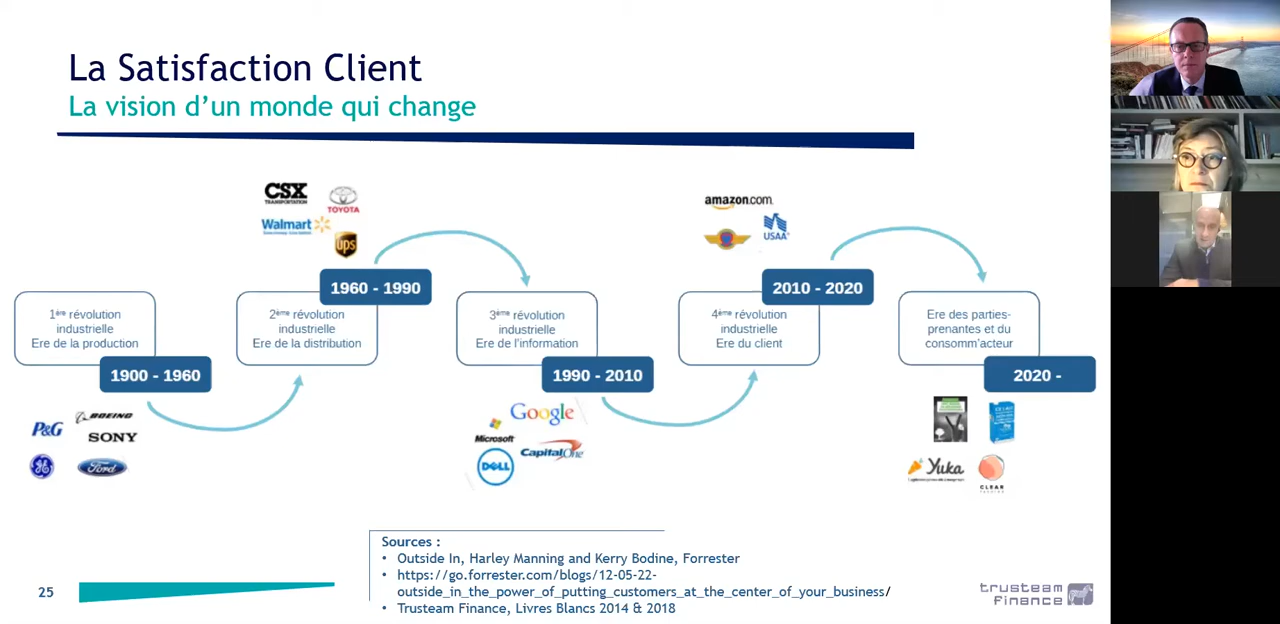 La Satisfaction Client
La vision d’un monde qui change
CSX
TRANSPORTATION
TOYOTA
Walmart
ups
amazon.com.
USAA
1960 - 1990
2010 - 2020
1ère révolution
industrielle
Ere de la production
2ème révolution
industrielle
Ere de la distribution
3ème révolution
industrielle
Ere de l’information
4ème révolution
industrielle
Ere du client
Ere des parties-
prenantes et du
consomm’acteur
1900 - 1960
1990 - 2010
2020 -
P&G
BOEING
SONY
GE
Ford
Google
Microsoft
CapitalOne
DELL
Yuka
CLEAR
FASHION
Sources :
• Outside In, Harley Manning and Kerry Bodine, Forrester
• https://go.forrester.com/blogs/12-05-22-
outside_in_the_power_of_putting_customers_at_the_center_of_your_business/
• Trusteam Finance, Livres Blancs 2014 & 2018
25
trusteam
finance